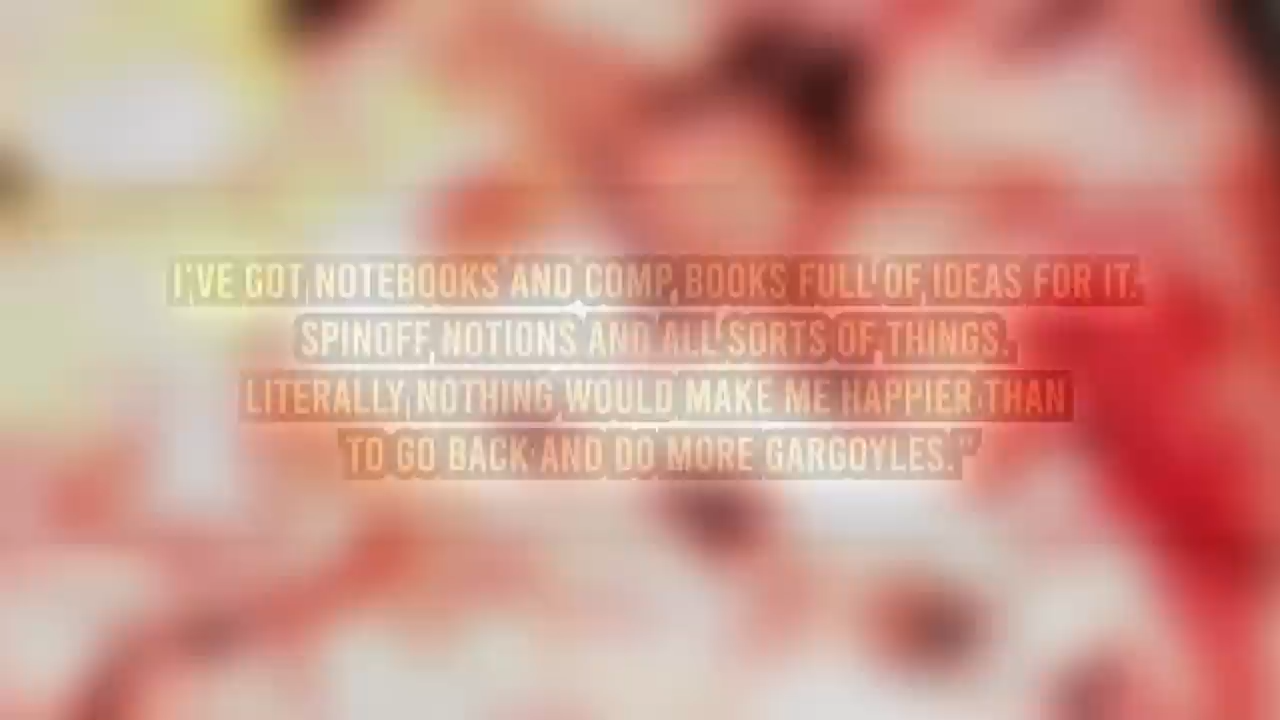 I'VE GOT NOTEBOOKS AND COMP BOOKS FULL OF IDEAS FOR IT.
SPINOFF NOTIONS AND ALL SORTS OF THINGS.
LITERALLY NOTHING WOULD MAKE ME HAPPIER THAN
TO GO BACK AND DO MORE GARGOYLES."